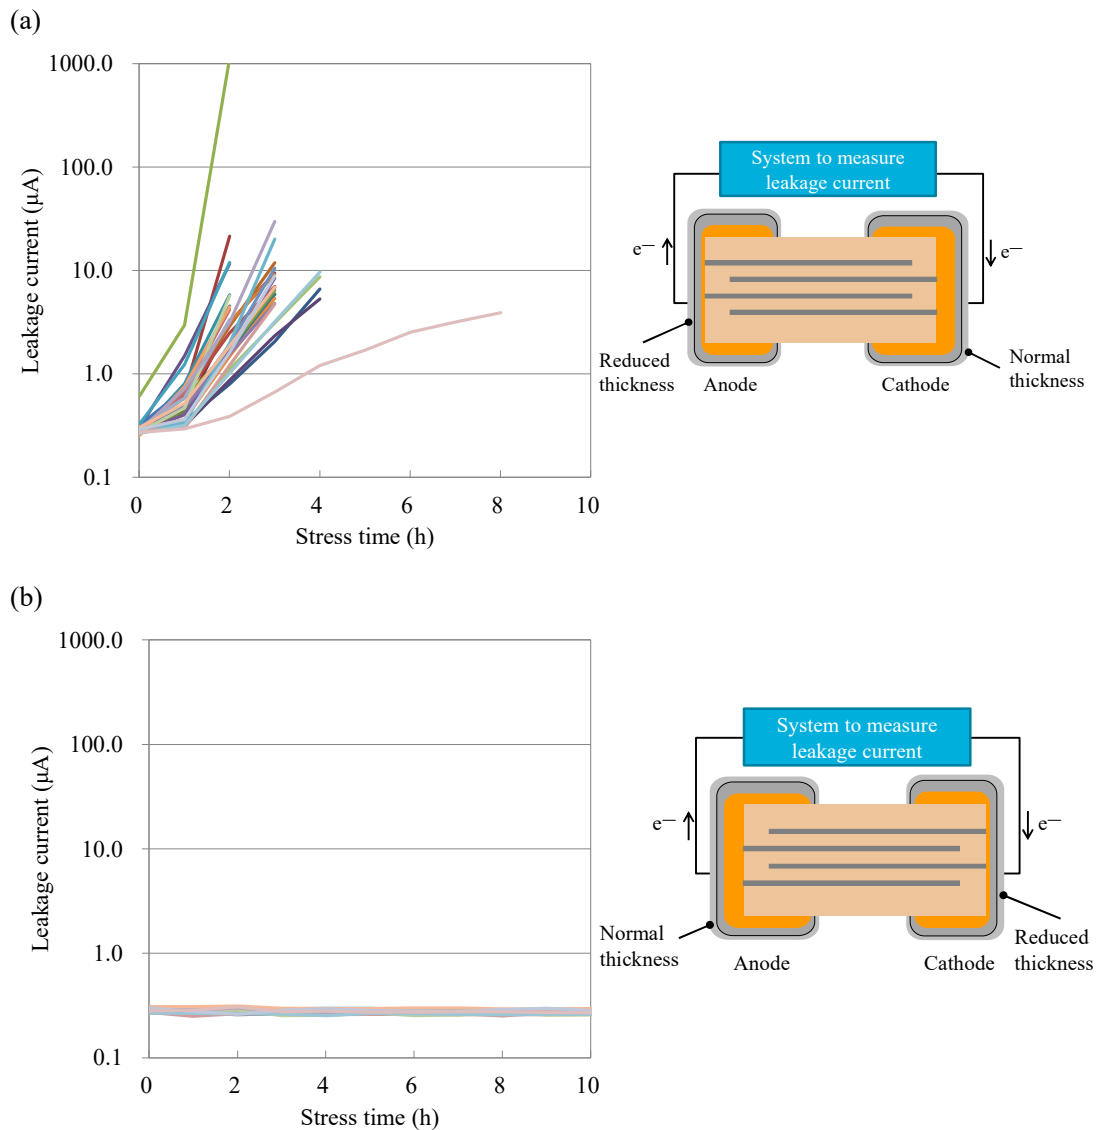 (a)
1000.0
100.0
10.0
1.0
0.1
Leakage current (μA)
0 2 4 6 8 10
Stress time (h)
System to measure
leakage current
e—
e—
Reduced
thickness
Anode
Cathode
Normal
thickness
(b)
1000.0
100.0
10.0
1.0
0.1
Leakage current (μA)
0 2 4 6 8 10
Stress time (h)
System to measure
leakage current
e—
e—
Normal
thickness
Anode
Cathode
Reduced
thickness